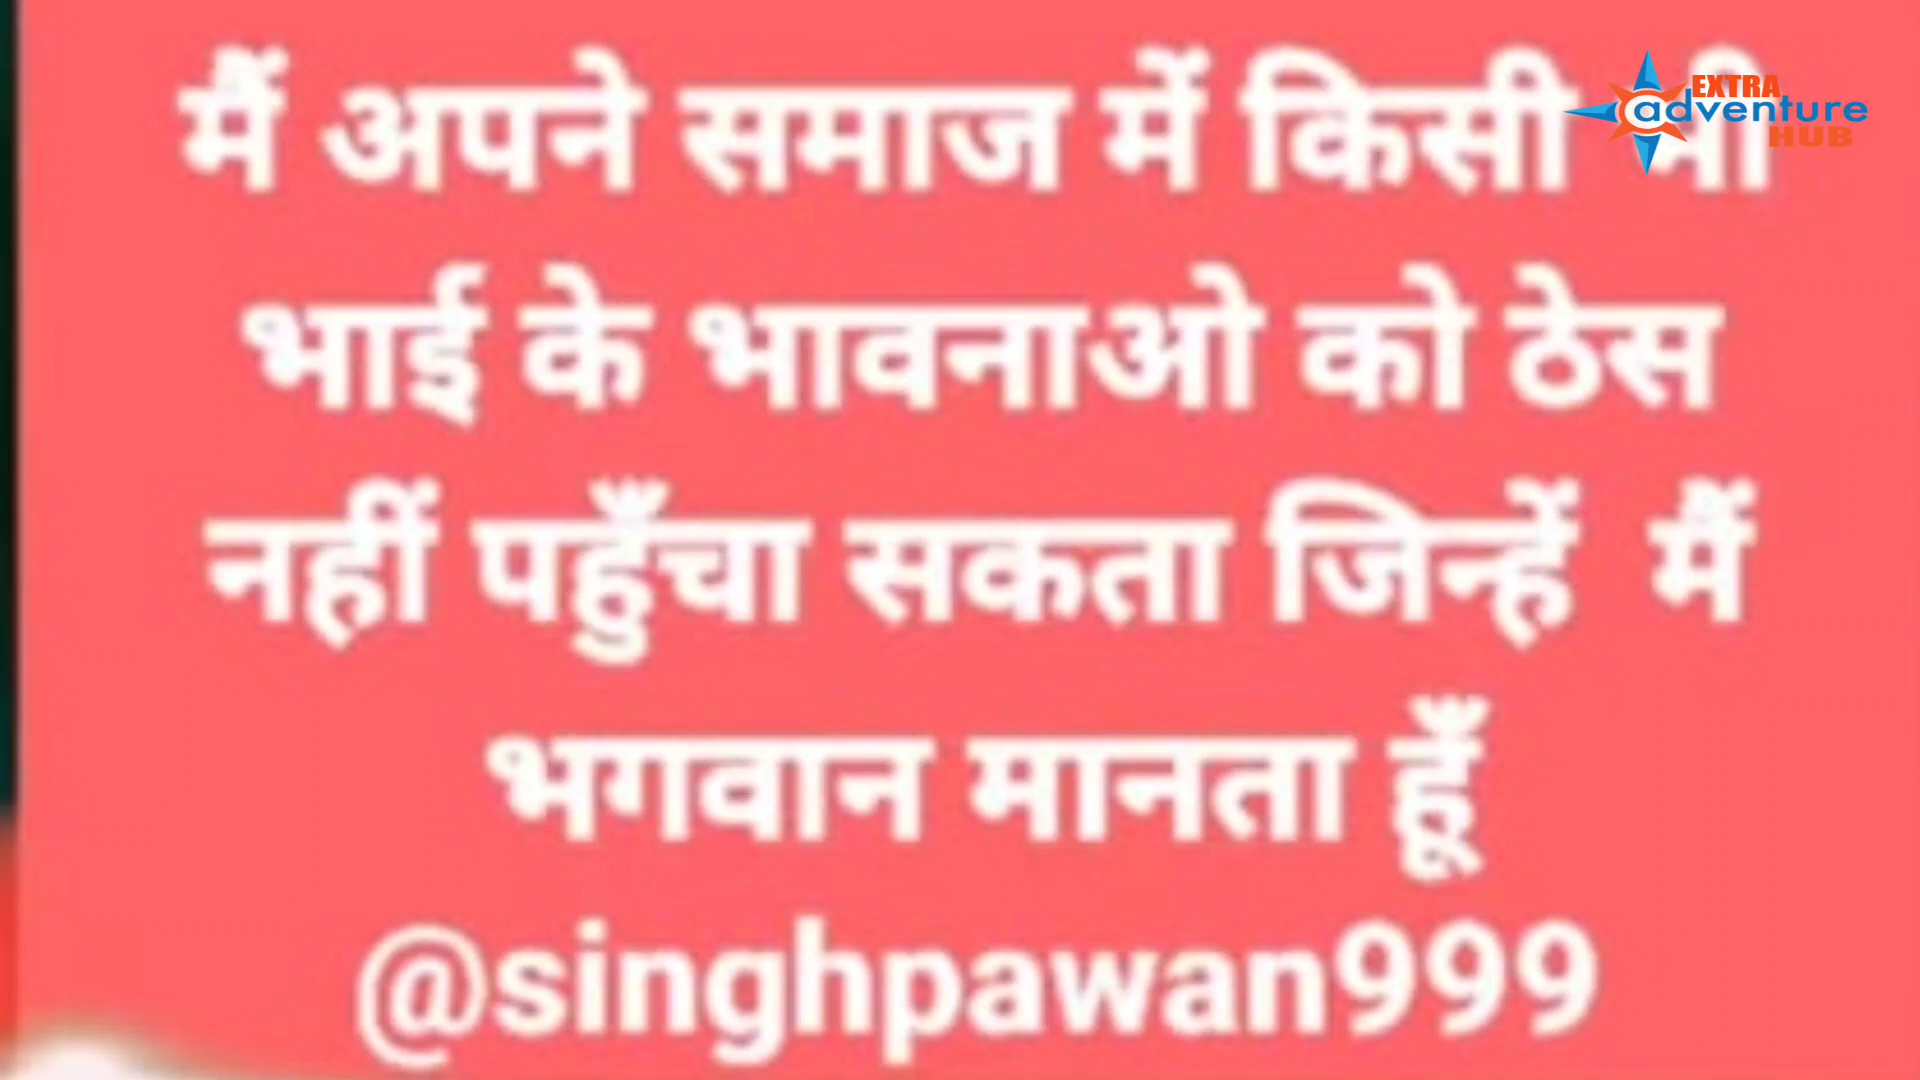 मैं अपने समाज में किसी भी
भाई के भावनाओ को ठेस
नहीं पहुँचा सकता जिन्हें मैं
भगवान मानता हूँ
@singhpawan999
EXTRA
adventure
HUB